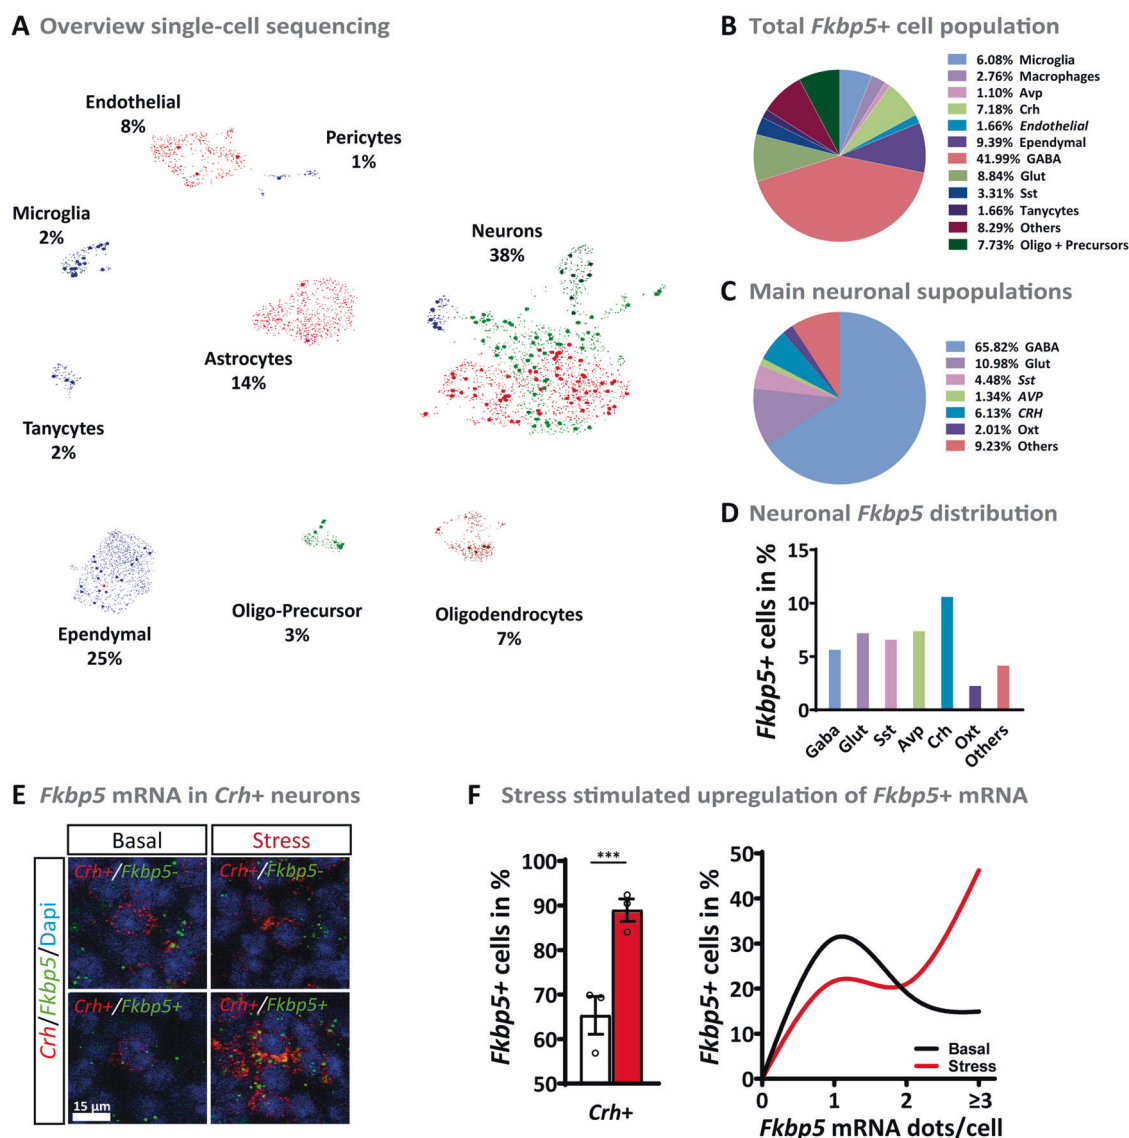 A Overview single-cell sequencing
Endothelial
8%
Pericytes
1%
Microglia
2%
Neurons
38%
Astrocytes
14%
Tanycytes
2%
Ependymal
25%
Oligo-Precursor
3%
Oligodendrocytes
7%
B Total Fkbp5+ cell population
6.08% Microglia
2.76% Macrophages
1.10% Avp
7.18% Crh
1.66% Endothelial
9.39% Ependymal
41.99% GABA
8.84% Glut
3.31% Sst
1.66% Tanycytes
8.29% Others
7.73% Oligo + Precursors
C Main neuronal supopulations
65.82% GABA
10.98% Glut
4.48% Sst
1.34% AVP
6.13% CRH
2.01% Oxt
9.23% Others
D Neuronal Fkbp5 distribution
Fkbp5+ cells in %
15
10
5
0
Gaba
Glut
Sst
Avp
Crh
Oxt
Others
E Fkbp5 mRNA in Crh+ neurons
Basal
Stress
Crh/Fkbp5/Dapi
Crh+/Fkbp5-
Crh+/Fkbp5-
Crh+/Fkbp5+
Crh+/Fkbp5+
15 µm
F Stress stimulated upregulation of Fkbp5+ mRNA
Fkbp5+ cells in %
100
90
80
70
60
50
***
Crh+
Fkbp5+ cells in %
50
40
30
20
10
0
Basal
Stress
0
1
2
≥3
Fkbp5 mRNA dots/cell